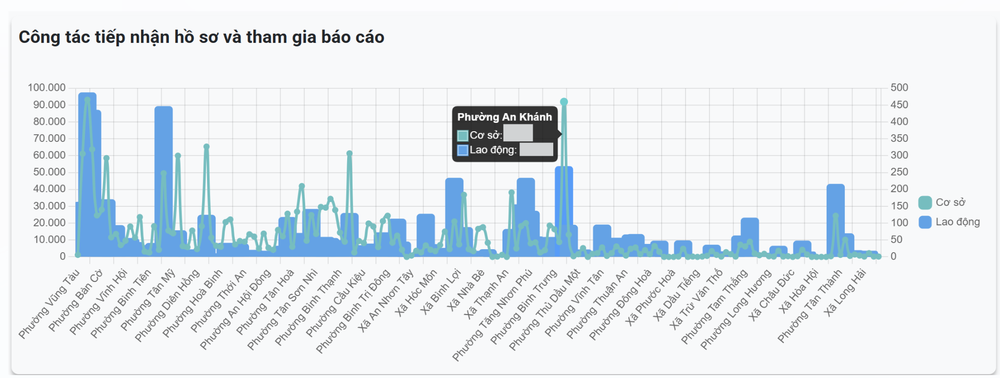 Công tác tiếp nhận hồ sơ và tham gia báo cáo
100.000
90.000
80.000
70.000
60.000
50.000
40.000
30.000
20.000
10.000
0
500
450
400
350
300
250
200
150
100
50
0
Phường An Khánh
Cơ sở:
Lao động:
Cơ sở
Lao động
Phường Vũng Tàu
Phường Bàn Cờ
Phường Vĩnh Hội
Phường Bình Tiên
Phường Tân Mỹ
Phường Diên Hồng
Phường Hoà Bình
Phường Thới An
Phường An Hội Đông
Phường Tân Hoà
Phường Tân Sơn Nhì
Phường Bình Thạnh
Phường Cầu Kiệu
Phường Bình Trị Đông
Xã An Nhơn Tây
Xã Hóc Môn
Xã Bình Lợi
Xã Nhà Bè
Xã Thạnh An
Phường Tăng Nhơn Phú
Phường Bình Trưng
Phường Thủ Dầu Một
Phường Vĩnh Tân
Phường Thuận An
Phường Đông Hoà
Xã Phước Hoà
Xã Dầu Tiếng
Xã Trừ Văn Thố
Phường Tam Thắng
Phường Long Hương
Xã Châu Đức
Xã Hòa Hội
Phường Tân Thành
Xã Long Hải